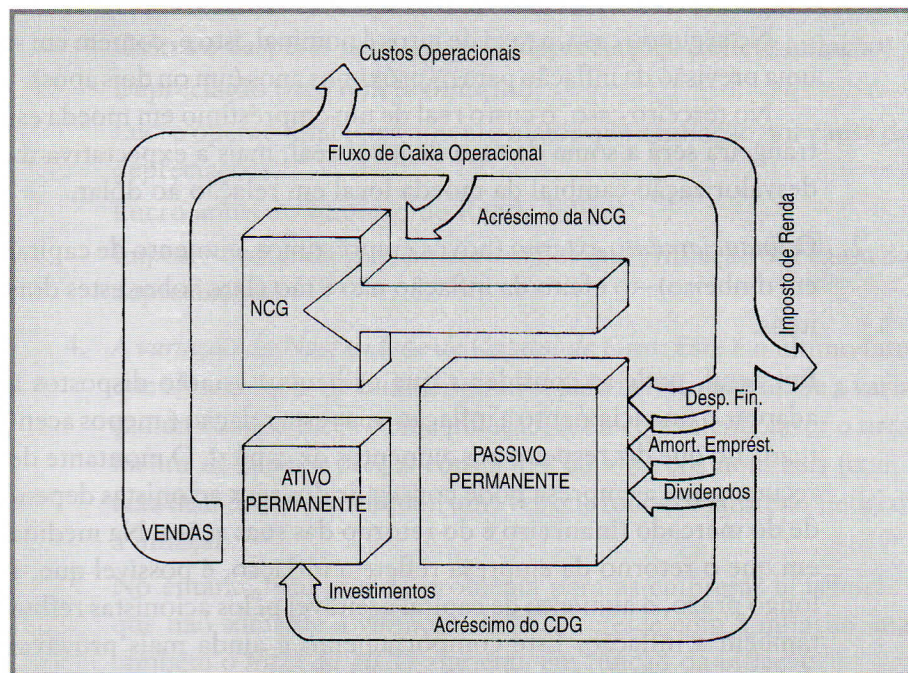 Custos Operacionais
Fluxo de Caixa Operacional
Acréscimo da NCG
Imposto de Renda
NCG
Desp. Fin.
Amort. Emprést.
Dividendos
ATIVO
PERMANENTE
PASSIVO
PERMANENTE
VENDAS
Investimentos
Acréscimo do CDG